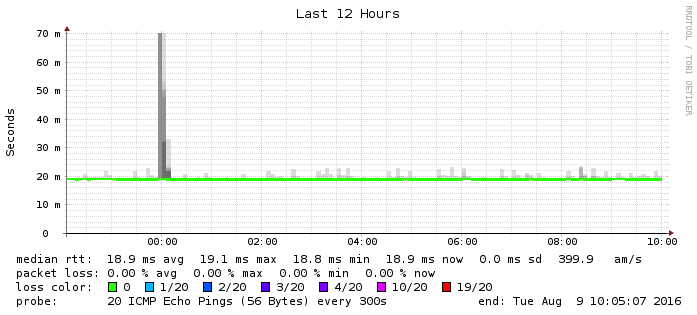 Last 12 Hours
RRDTOOL / TOBI OETIKER
70 m
60 m
50 m
40 m
30 m
20 m
10 m
0
Seconds
00:00 02:00 04:00 06:00 08:00 10:00
median rtt: 18.9 ms avg 19.1 ms max 18.8 ms min 18.9 ms now 0.0 ms sd 399.9 am/s
packet loss: 0.00 % avg 0.00 % max 0.00 % min 0.00 % now
loss color: 0 1/20 2/20 3/20 4/20 10/20 19/20
probe: 20 ICMP Echo Pings (56 Bytes) every 300s end: Tue Aug 9 10:05:07 2016